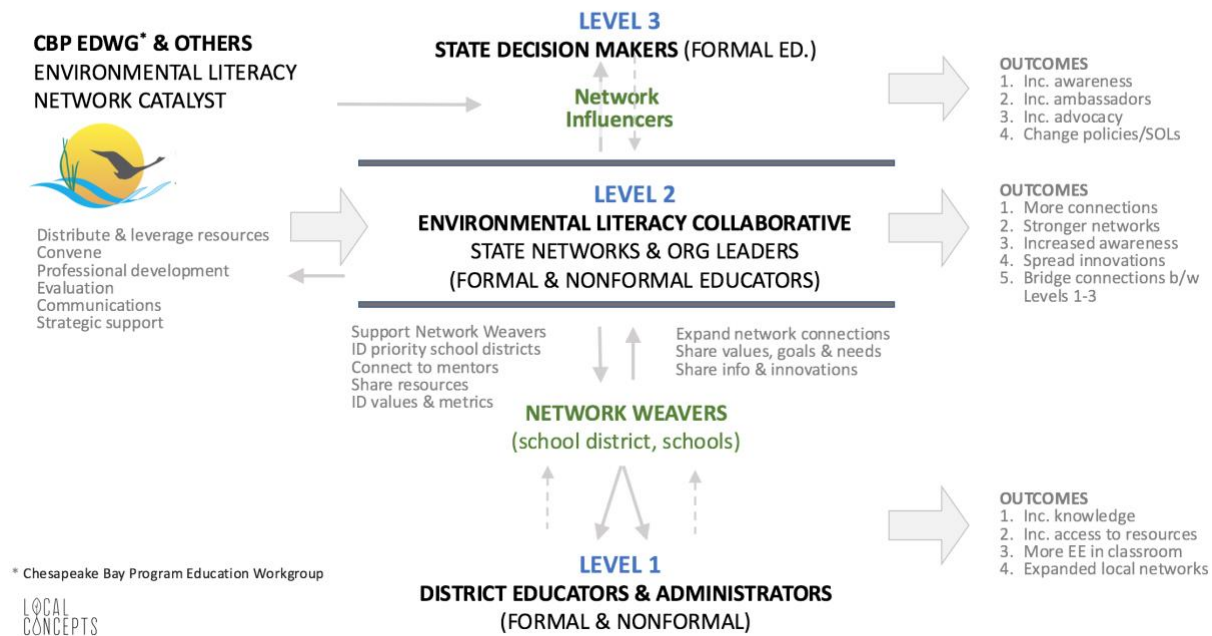 CBP EDWG* & OTHERS
ENVIRONMENTAL LITERACY
NETWORK CATALYST
Distribute & leverage resources
Convene
Professional development
Evaluation
Communications
Strategic support
LEVEL 3
STATE DECISION MAKERS (FORMAL ED.)
Network
Influencers
OUTCOMES
1. Inc. awareness
2. Inc. ambassadors
3. Inc. advocacy
4. Change policies/SOLs
LEVEL 2
ENVIRONMENTAL LITERACY COLLABORATIVE
STATE NETWORKS & ORG LEADERS
(FORMAL & NONFORMAL EDUCATORS)
OUTCOMES
1. More connections
2. Stronger networks
3. Increased awareness
4. Spread innovations
5. Bridge connections b/w
Levels 1-3
Support Network Weavers
ID priority school districts
Connect to mentors
Share resources
ID values & metrics
Expand network connections
Share values, goals & needs
Share info & innovations
NETWORK WEAVERS
(school district, schools)
LEVEL 1
DISTRICT EDUCATORS & ADMINISTRATORS
(FORMAL & NONFORMAL)
OUTCOMES
1. Inc. knowledge
2. Inc. access to resources
3. More EE in classroom
4. Expanded local networks
* Chesapeake Bay Program Education Workgroup
LOCAL
CONCEPTS